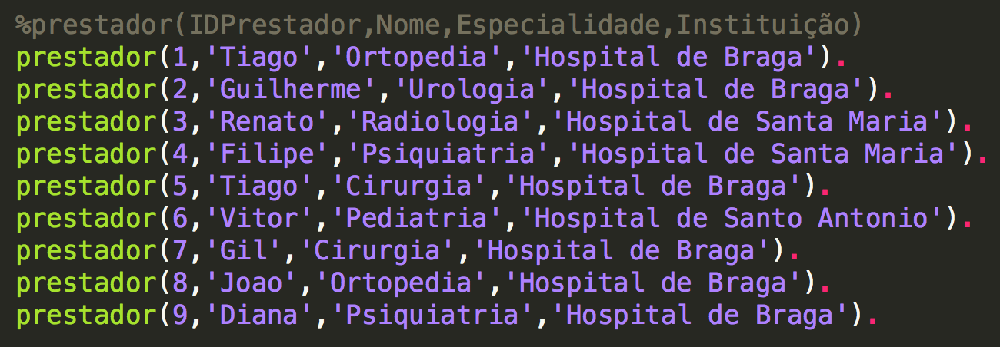 %prestador(IDPrestador,Nome,Especialidade,Instituição)
prestador(1,'Tiago','Ortopedia','Hospital de Braga').
prestador(2,'Guilherme','Urologia','Hospital de Braga').
prestador(3,'Renato','Radiologia','Hospital de Santa Maria').
prestador(4,'Filipe','Psiquiatria','Hospital de Santa Maria').
prestador(5,'Tiago','Cirurgia','Hospital de Braga').
prestador(6,'Vitor','Pediatria','Hospital de Santo Antonio').
prestador(7,'Gil','Cirurgia','Hospital de Braga').
prestador(8,'Joao','Ortopedia','Hospital de Braga').
prestador(9,'Diana','Psiquiatria','Hospital de Braga').